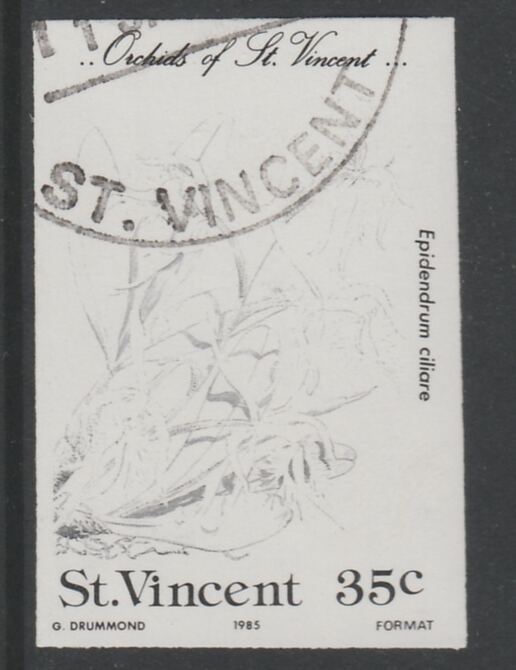 .. Orchids of St. Vincent ...
ST. VINCENT
Epidendrum ciliare
St.Vincent 35c
G. DRUMMOND 1985 FORMAT